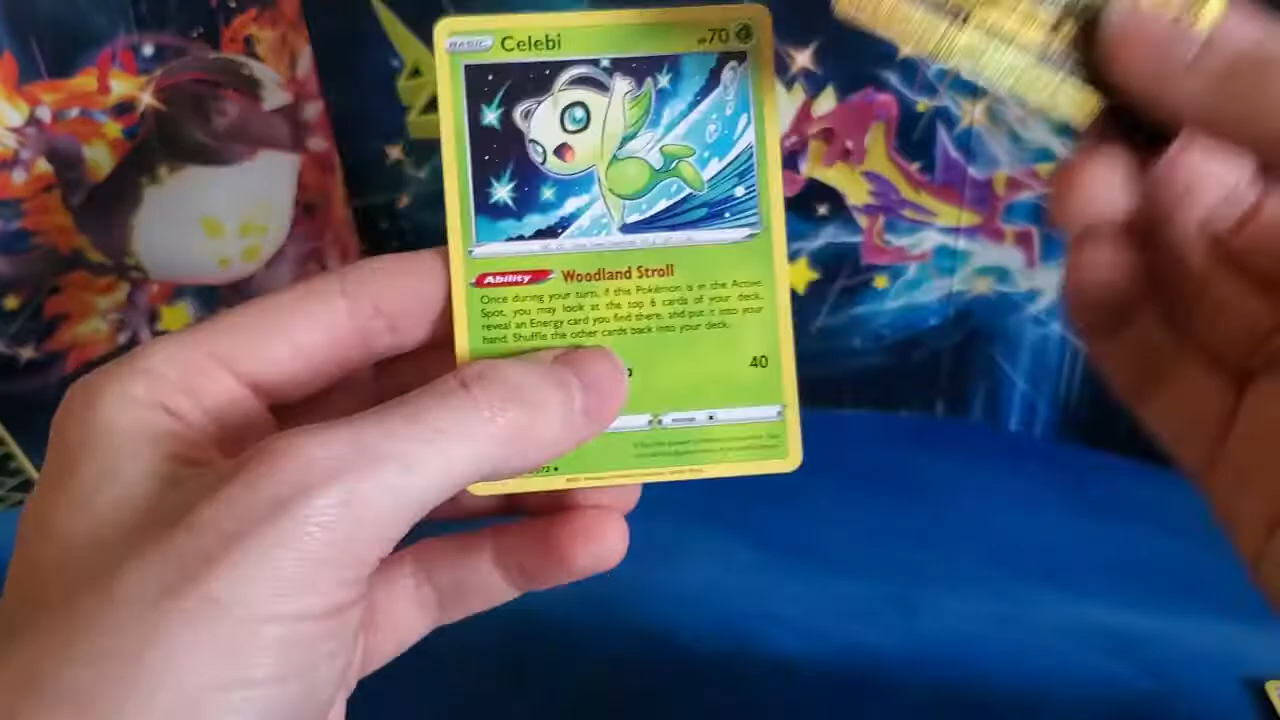 BASIC Celebi HP70
Ability Woodland Stroll
Once during your turn, if this Pokémon is in the Active
Spot, you may look at the top 6 cards of your deck,
reveal an Energy card you find there, and put it into your
hand. Shuffle the other cards back into your deck.
40